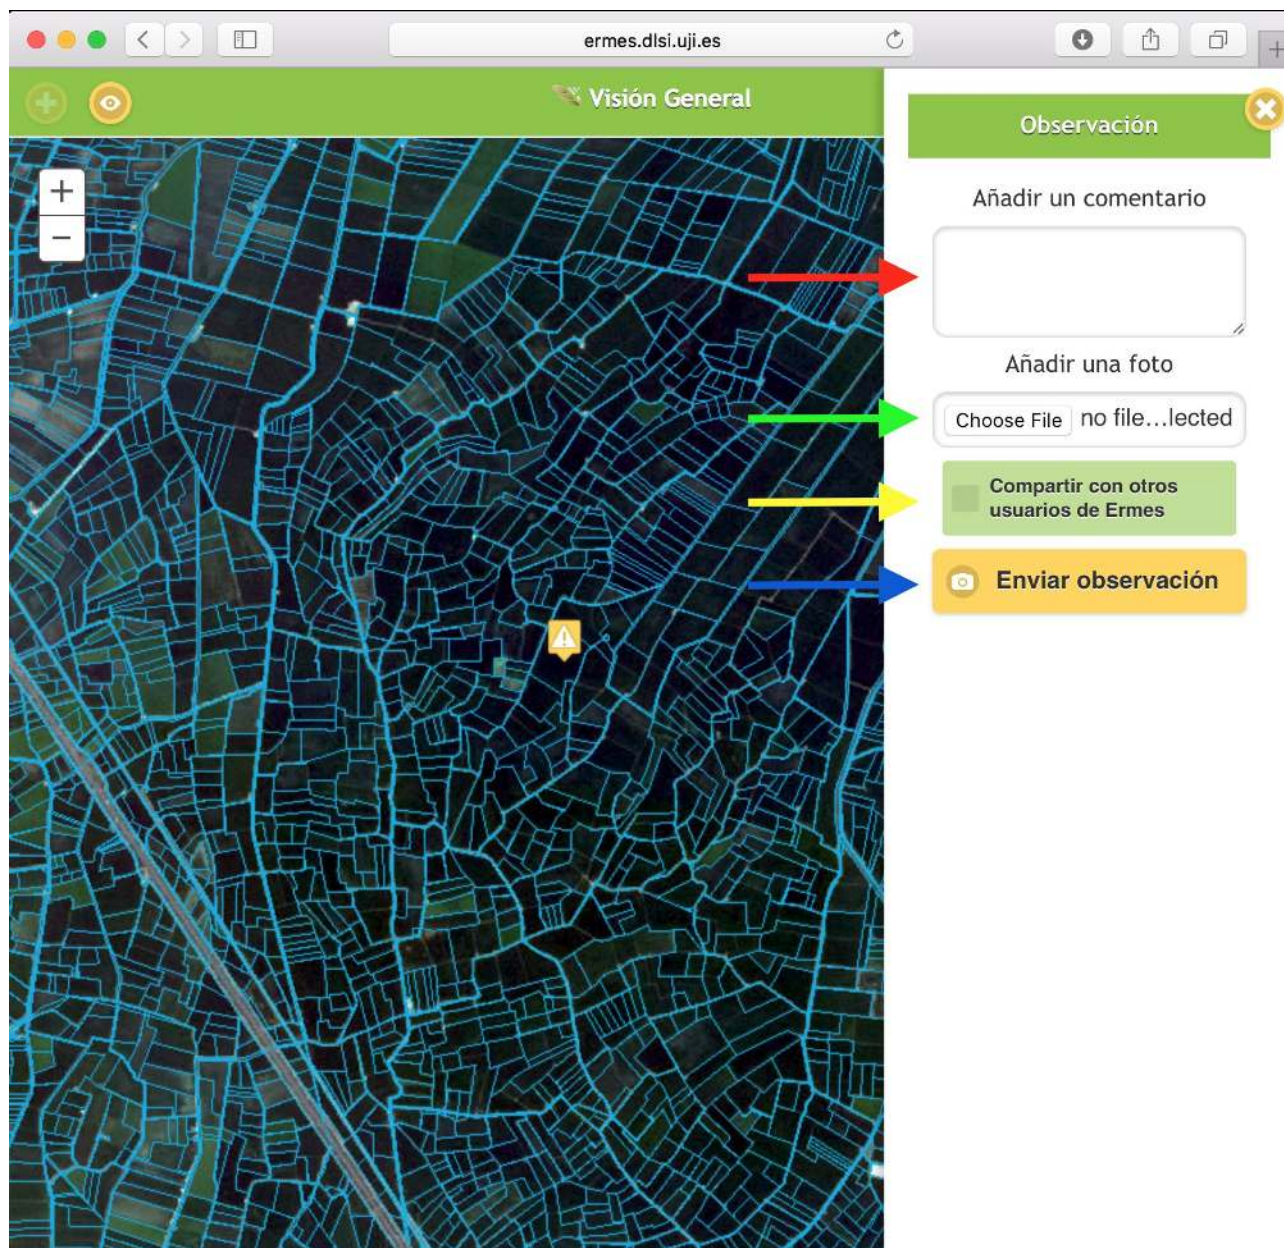 ermes.dlsi.uji.es
Visión General
Observación
Añadir un comentario
Añadir una foto
Choose File no file...lected
Compartir con otros
usuarios de Ermes
Enviar observación